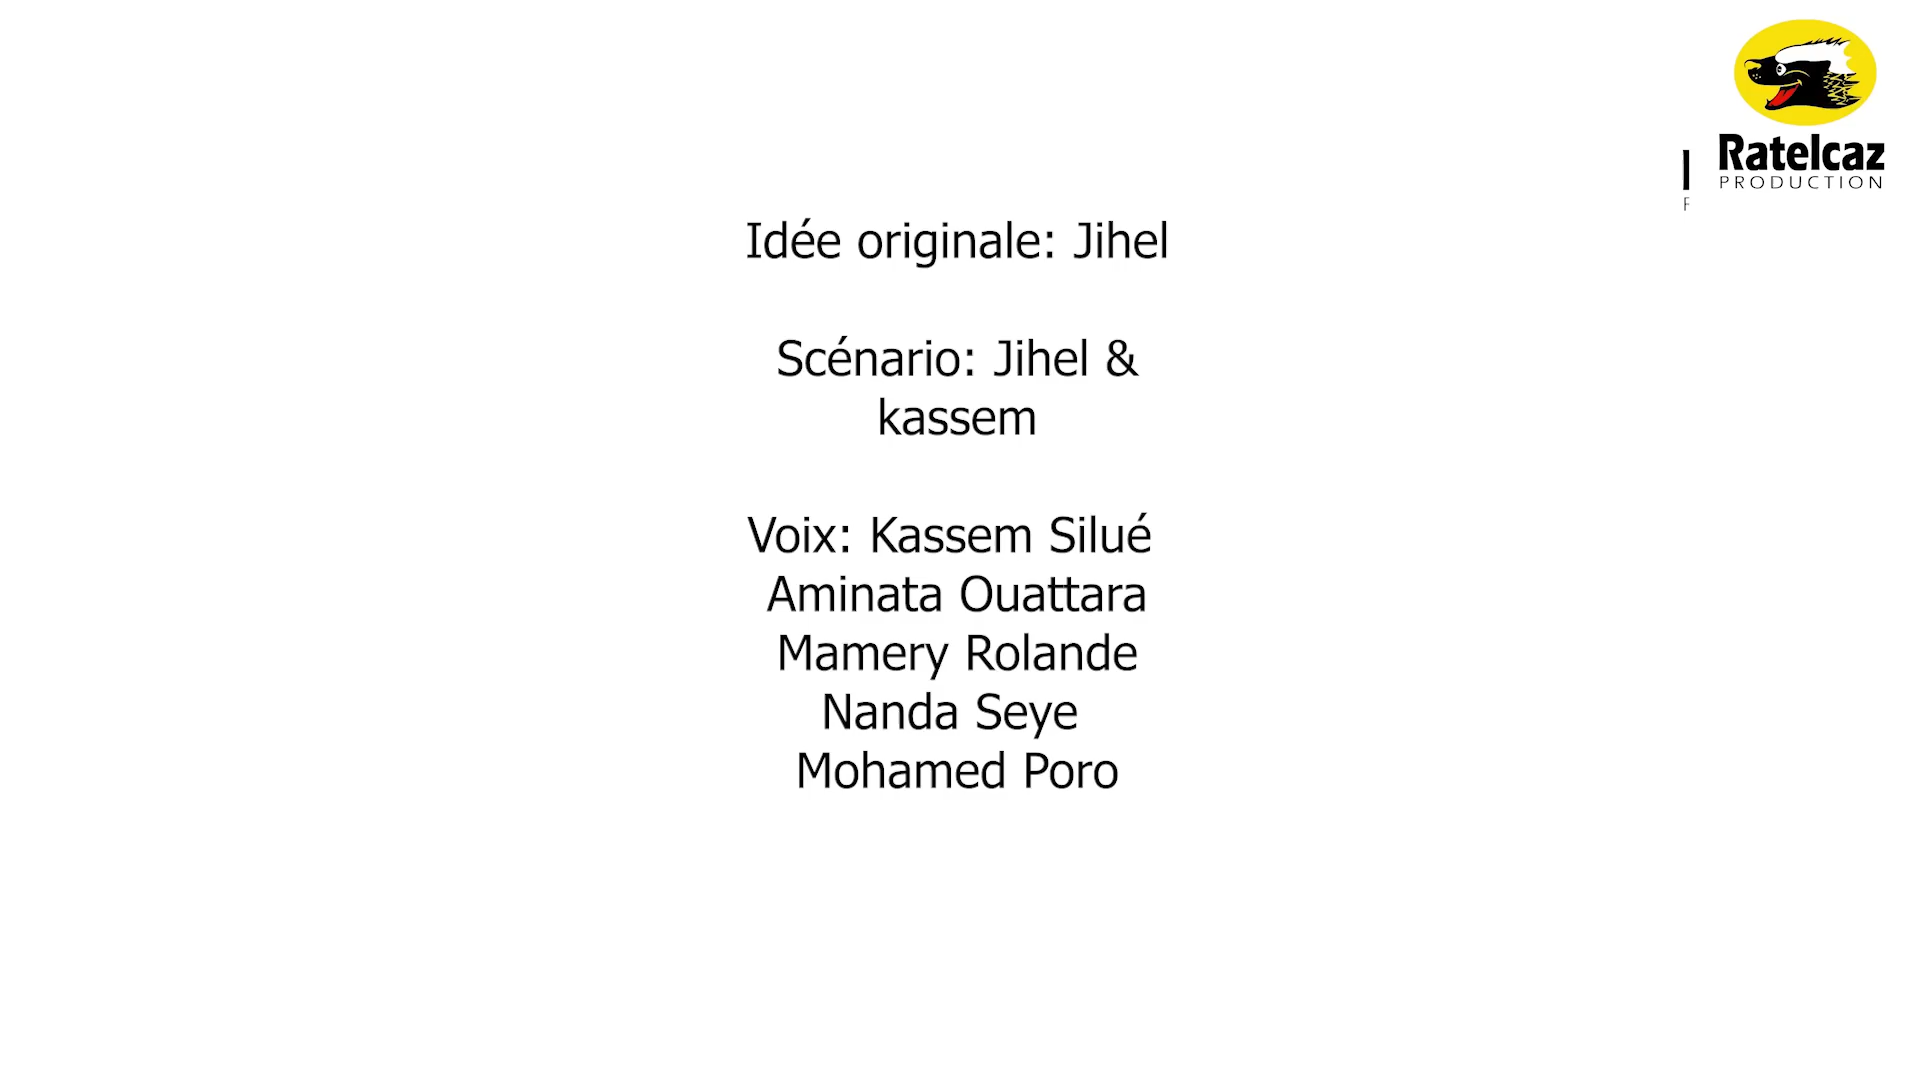 Ratelcaz
PRODUCTION
Idée originale: Jihel
Scénario: Jihel &
kassem
Voix: Kassem Silué
Aminata Ouattara
Mamery Rolande
Nanda Seye
Mohamed Poro